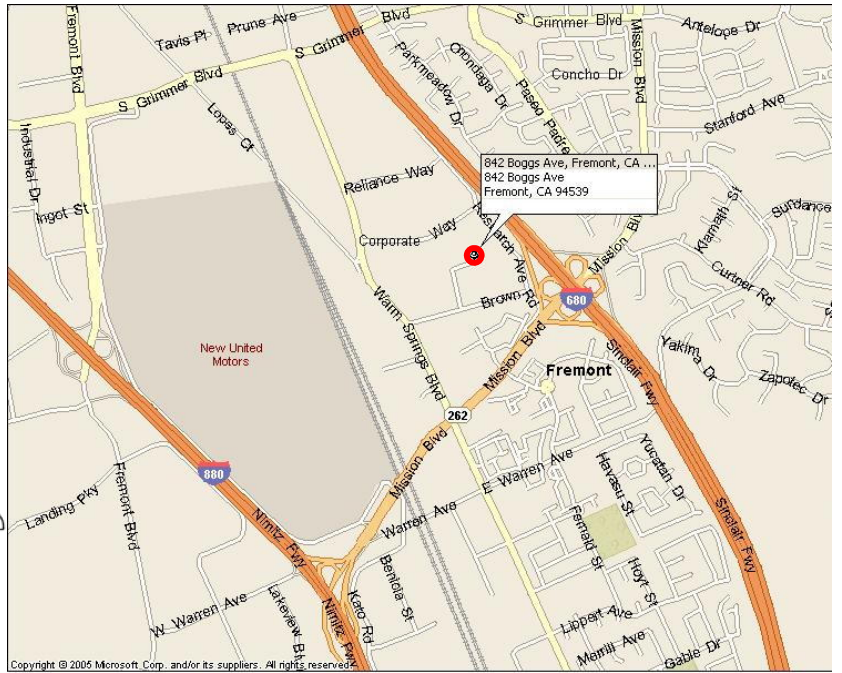 Fremont Blvd
Tavis Pl
Prune Ave
S Grimmer Blvd
S Grimmer Blvd
Mission Blvd
Antelope Dr
S Grimmer Blvd
Parkmeadow Dr
Chondaga Dr
Concho Dr
Paseo Padre
Stanford Ave
Industrial Dr
Lopes Ct
Reliance Way
842 Boggs Ave, Fremont, CA ...
842 Boggs Ave
Fremont, CA 94539
Ingot St
Corporate Way
Research Ave
Rd
Mission Blvd
Klamath St
Sundance
Curtner Rd
Brown
680
Warm Springs Blvd
New United
Motors
Mission Blvd
Sinclair Fwy
Yakima Dr
Zapotec Dr
Fremont
262
880
Mission Blvd
E Warren Ave
Yucatan Dr
Havasu St
Landing Pky
Fremont Blvd
Nimitz Fwy
Warren Ave
Fernald St
Sinclair Fwy
W Warren Ave
Lakeview Blvd
Nimitz Fwy
Kato Rd
Benicia St
Hoyt St
Lippert Ave
Merrill Ave
Gable Dr
Copyright © 2005 Microsoft Corp. and/or its suppliers. All rights reserved